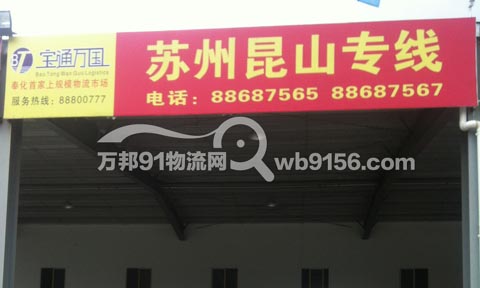 BT 宝通万国
Bao Tong Wan Guo Logistics
奉化首家上规模物流市场
服务热线：88800777
苏州昆山专线
电话：88687565 88687567
万邦91物流网 wb9156.com